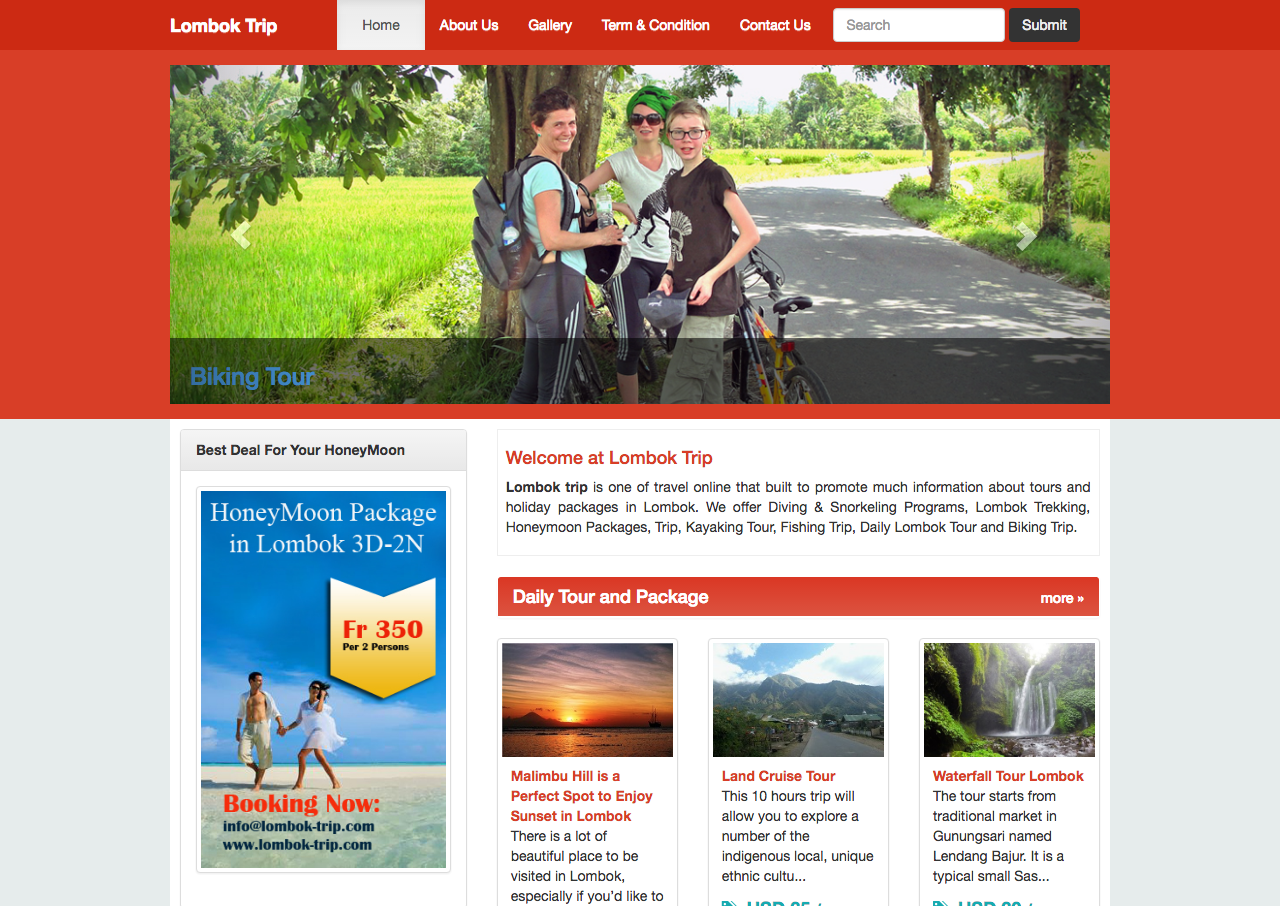 Lombok Trip
Home
About Us
Gallery
Term & Condition
Contact Us
Search
Submit
Biking Tour
Best Deal For Your HoneyMoon
HoneyMoon Package
in Lombok 3D-2N
Fr 350
Per 2 Persons
Booking Now:
info@lombok-trip.com
www.lombok-trip.com
Welcome at Lombok Trip
Lombok trip is one of travel online that built to promote much information about tours and
holiday packages in Lombok. We offer Diving & Snorkeling Programs, Lombok Trekking,
Honeymoon Packages, Trip, Kayaking Tour, Fishing Trip, Daily Lombok Tour and Biking Trip.
Daily Tour and Package
more »
Malimbu Hill is a
Perfect Spot to Enjoy
Sunset in Lombok
There is a lot of
beautiful place to be
visited in Lombok,
especially if you'd like to
Land Cruise Tour
This 10 hours trip will
allow you to explore a
number of the
indigenous local, unique
ethnic cultu...
Waterfall Tour Lombok
The tour starts from
traditional market in
Gunungsari named
Lendang Bajur. It is a
typical small Sas...